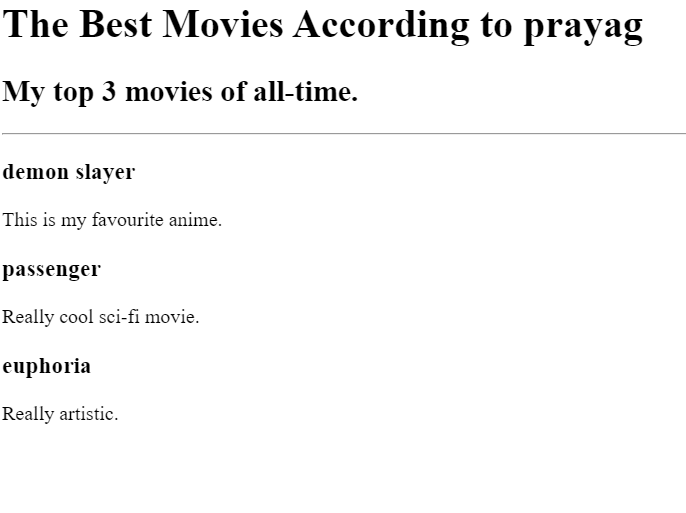 The Best Movies According to prayag
My top 3 movies of all-time.
demon slayer
This is my favourite anime.
passenger
Really cool sci-fi movie.
euphoria
Really artistic.